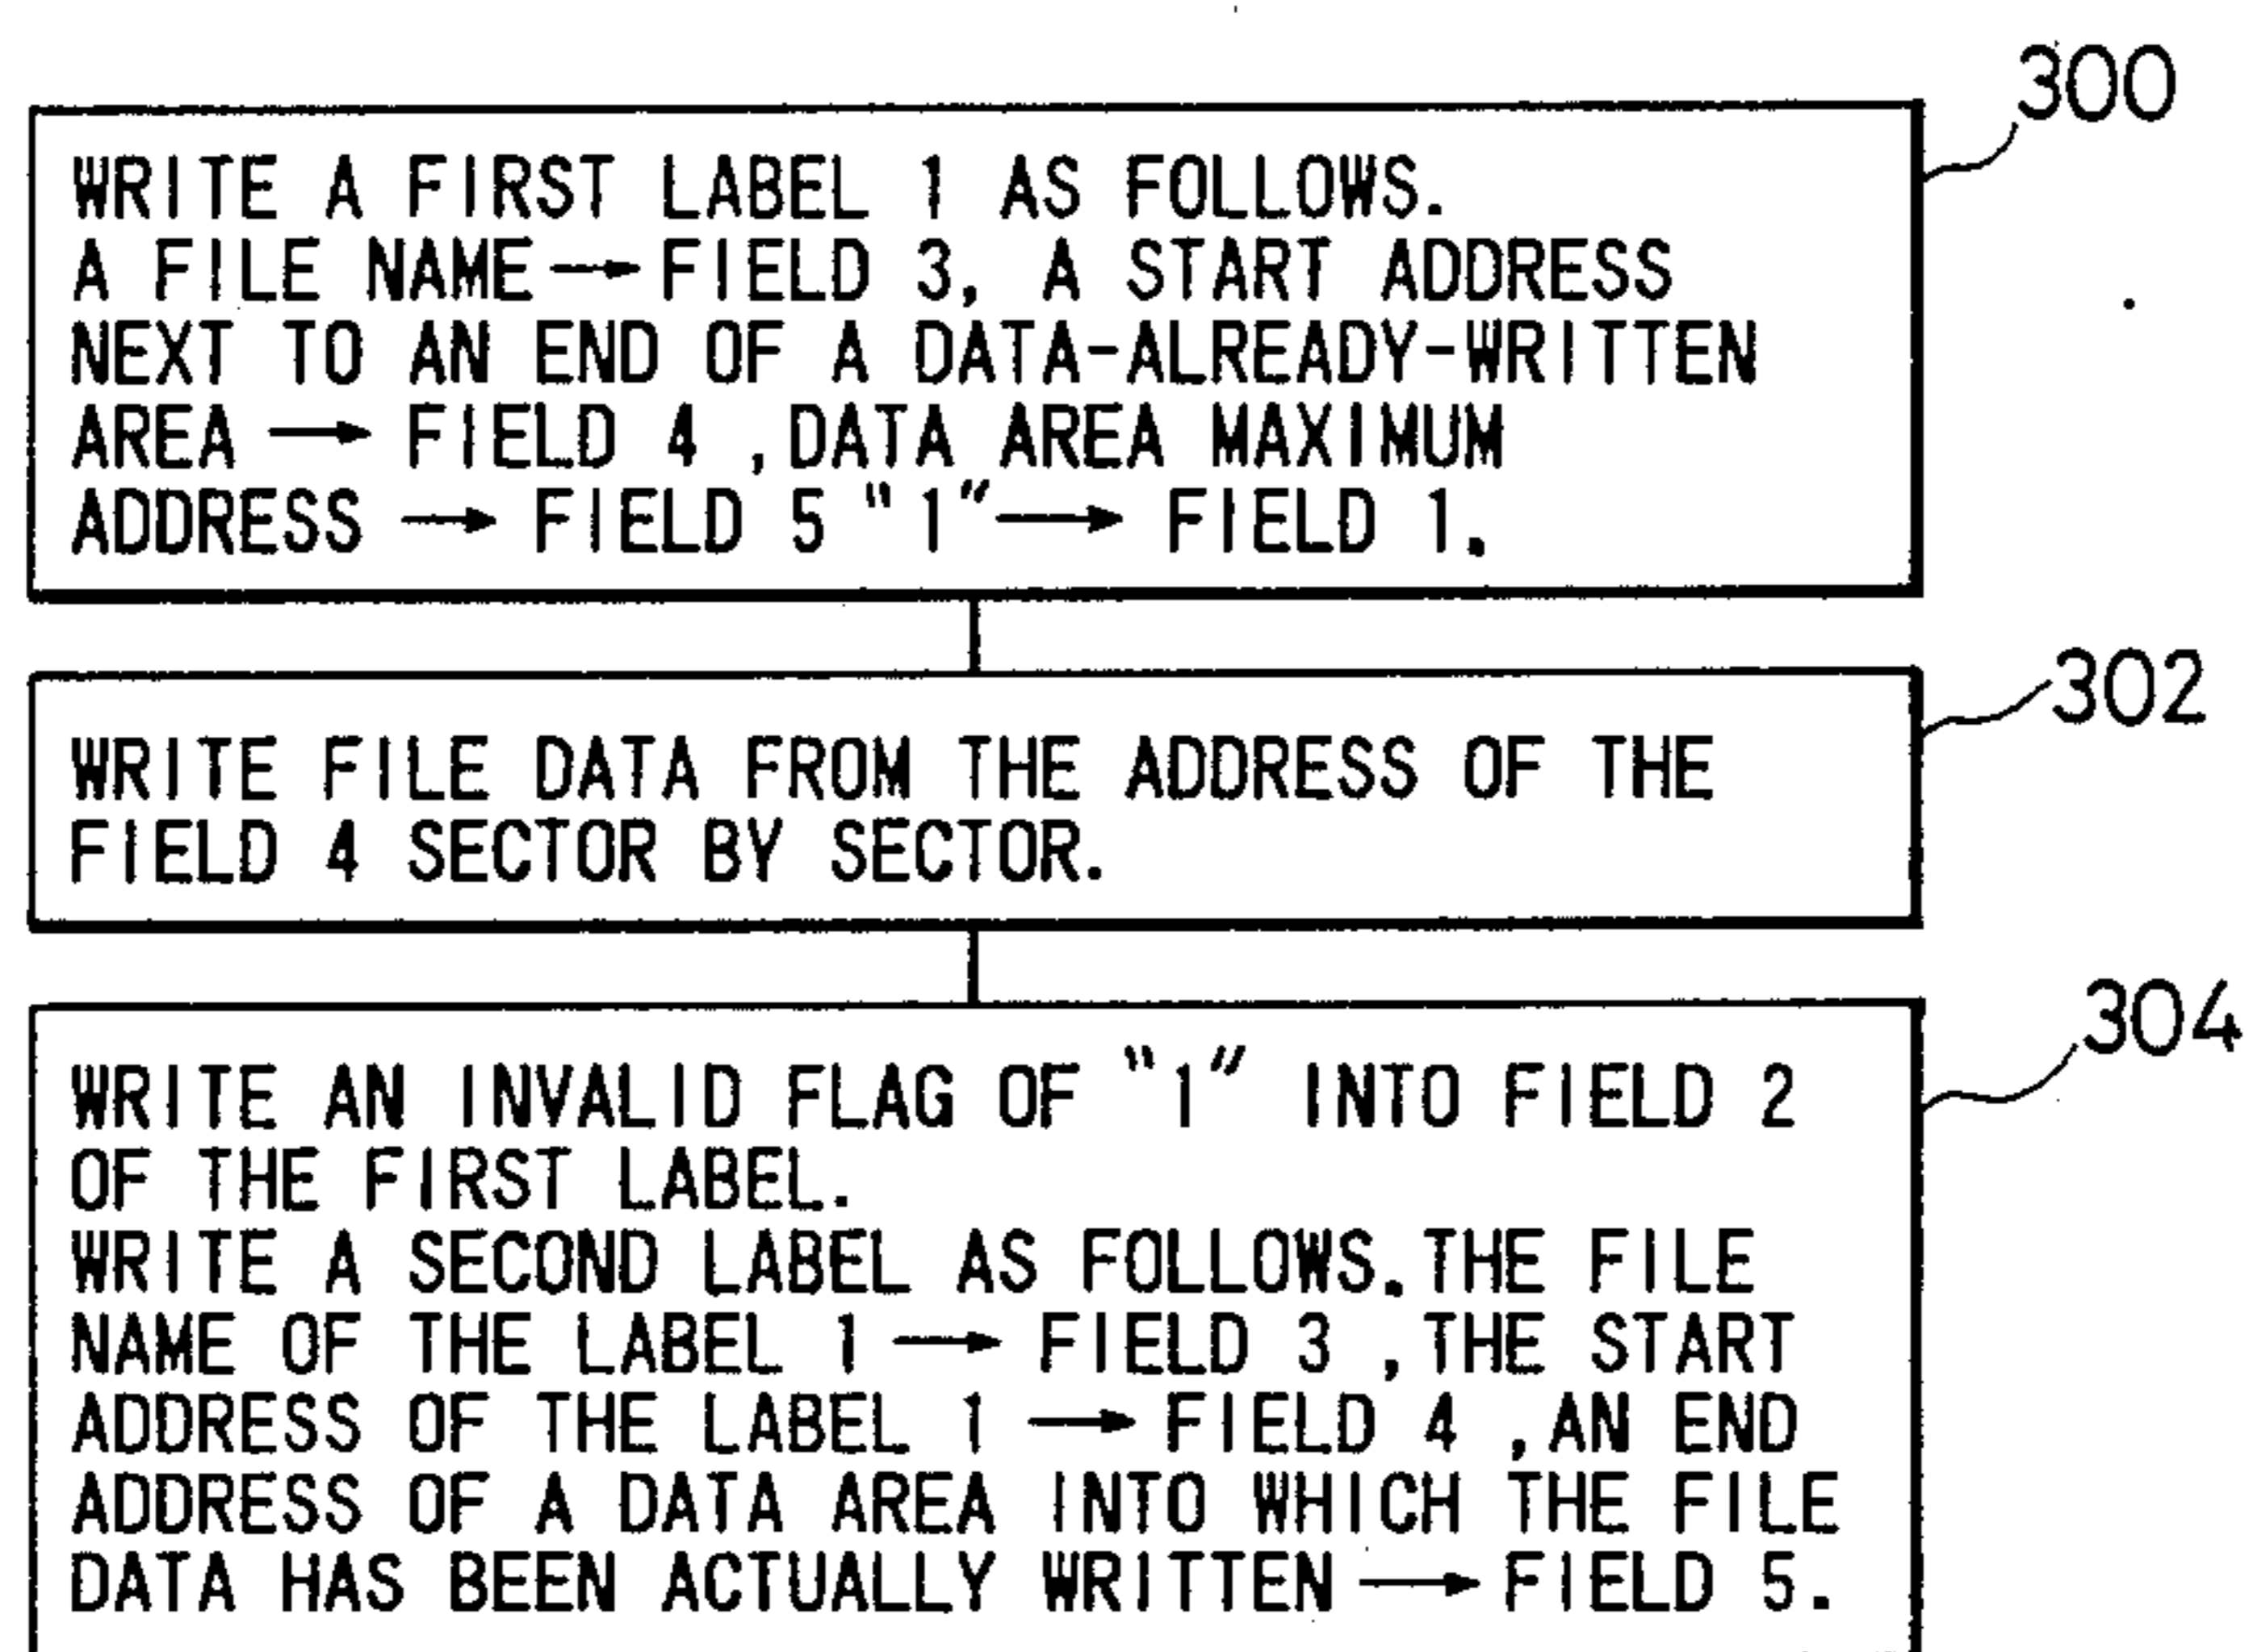 300
WRITE A FIRST LABEL 1 AS FOLLOWS.
A FILE NAME → FIELD 3, A START ADDRESS
NEXT TO AN END OF A DATA-ALREADY-WRITTEN
AREA → FIELD 4 ,DATA AREA MAXIMUM
ADDRESS → FIELD 5 "1" → FIELD 1.
302
WRITE FILE DATA FROM THE ADDRESS OF THE
FIELD 4 SECTOR BY SECTOR.
304
WRITE AN INVALID FLAG OF "1" INTO FIELD 2
OF THE FIRST LABEL.
WRITE A SECOND LABEL AS FOLLOWS.THE FILE
NAME OF THE LABEL 1 → FIELD 3 ,THE START
ADDRESS OF THE LABEL 1 → FIELD 4 ,AN END
ADDRESS OF A DATA AREA INTO WHICH THE FILE
DATA HAS BEEN ACTUALLY WRITTEN → FIELD 5.